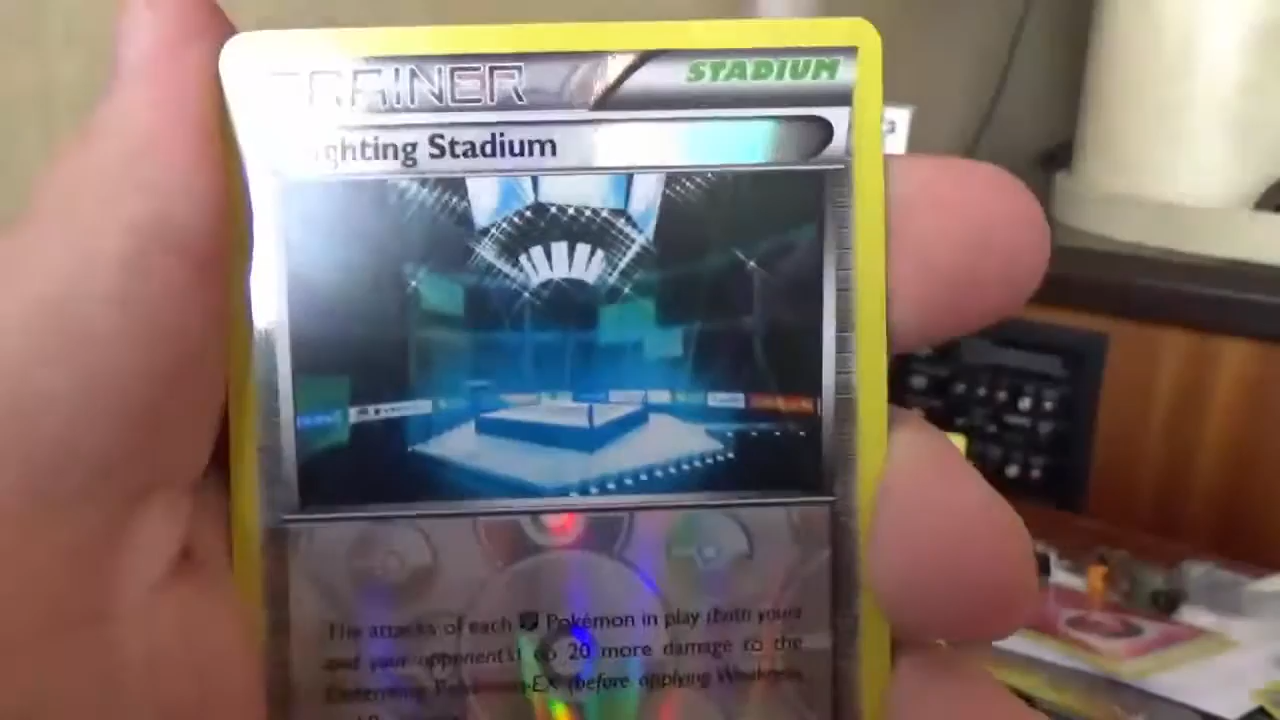 TRAINER STADIUM
ghting Stadium
The attacks of each Pokémon in play (both yours
and your opponent's) do 20 more damage to the
Defending Pokémon-EX (before applying Weakness